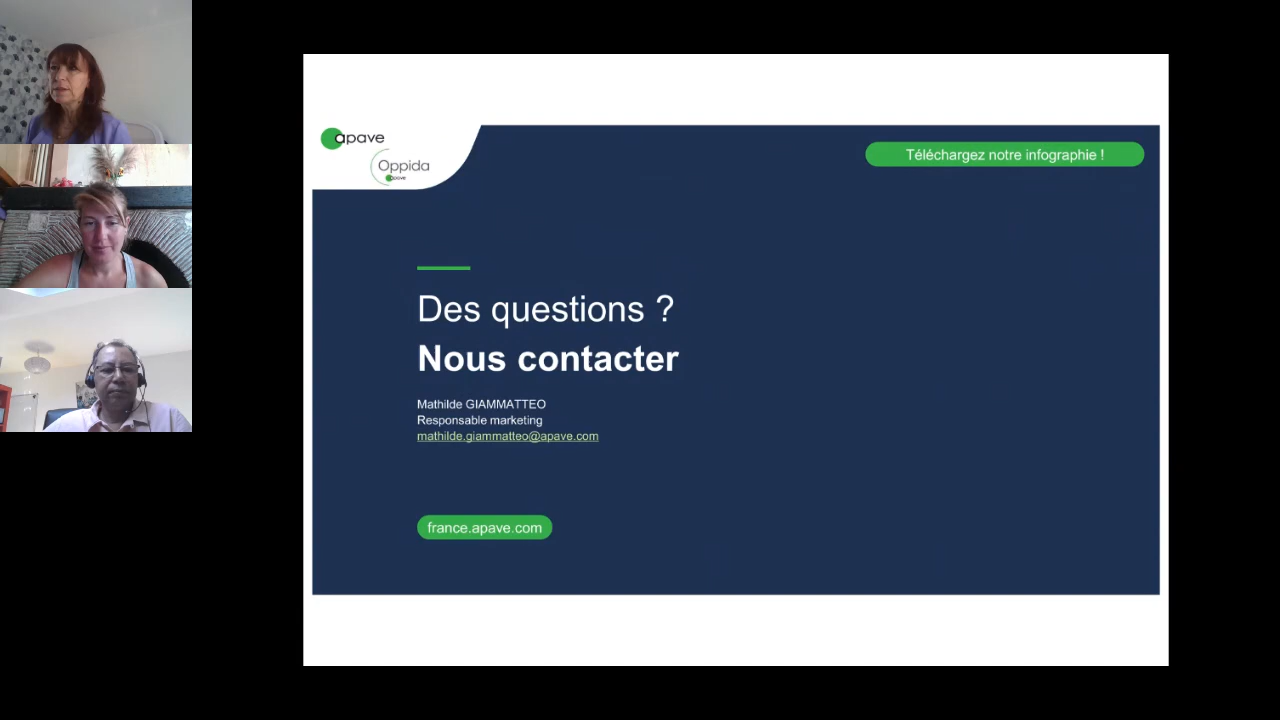 apave
Oppida
apave
Téléchargez notre infographie !
Des questions ?
Nous contacter
Mathilde GIAMMATTEO
Responsable marketing
mathilde.giammatteo@apave.com
france.apave.com